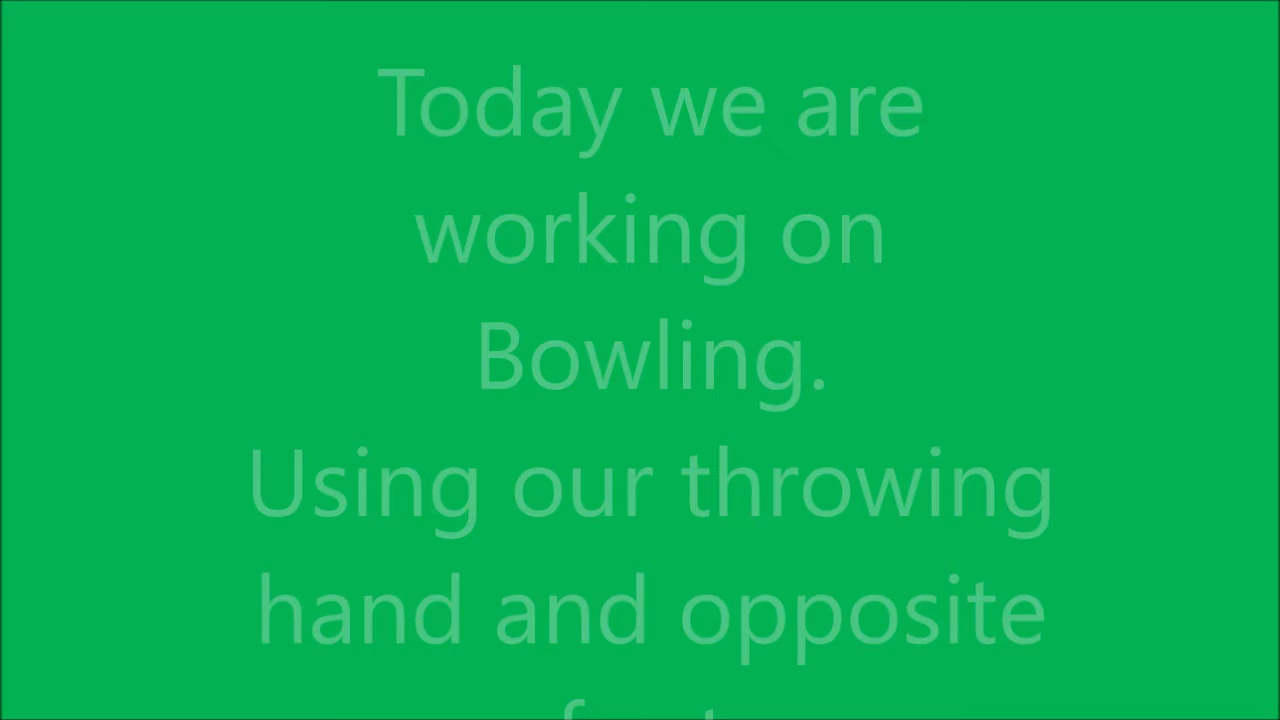 Today we are
working on
Bowling.
Using our throwing
hand and opposite